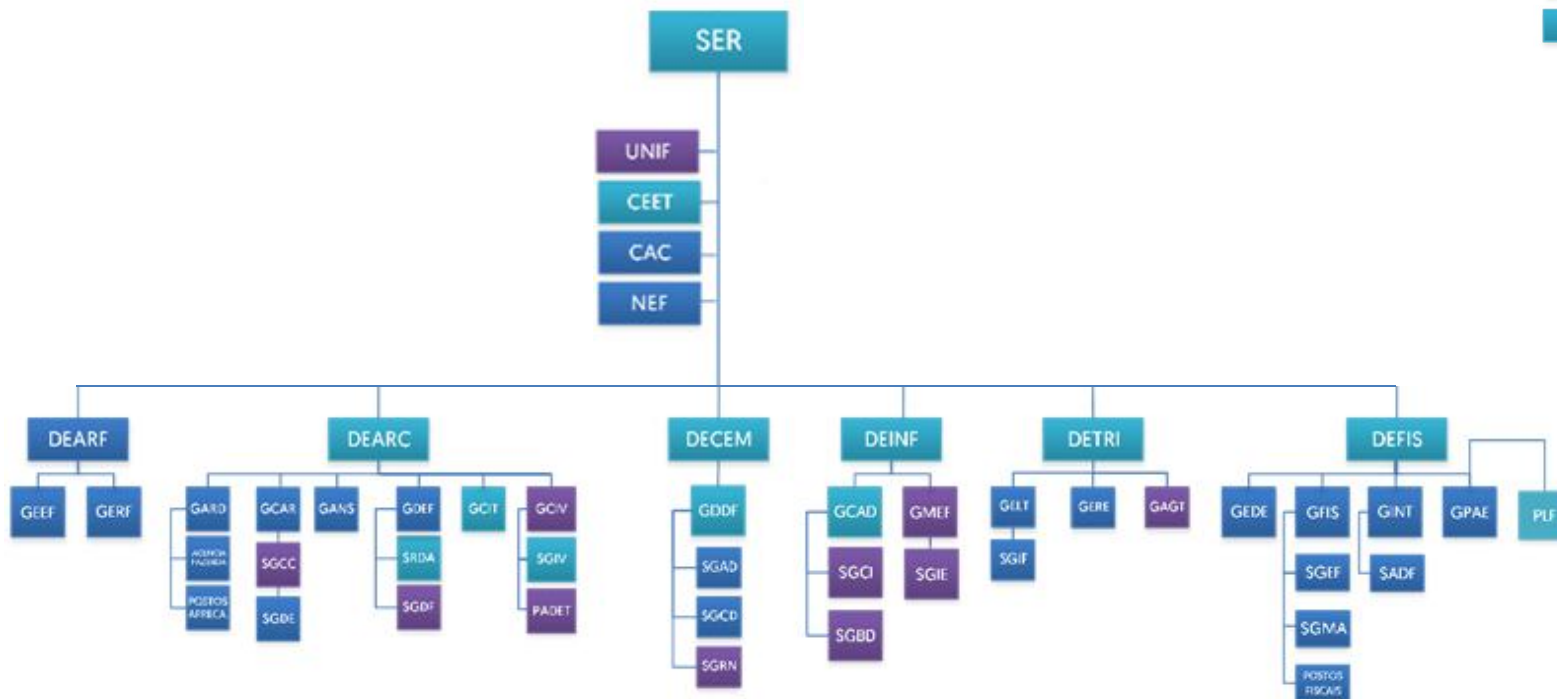 SER
UNIF
CEET
CAC
NEF
DEARF
DEARC
DECEM
DEINF
DETRI
DEFIS
GEEF
GERF
GARD
GCAR
GANS
GDEF
GCIT
GCIV
GDDF
GCAD
GMEF
GERE
GAGT
GEDE
GFIS
GINT
GPAE
PLF
AGENCIA
FAZENDA
SGCC
SRDA
SGIV
SGAD
SGCI
SGIE
SGIF
SGEF
SADF
POSTOS
SGDE
SGDF
PADET
SGCD
SGBD
SGMA
SGRN
POSTOS
FISCAIS